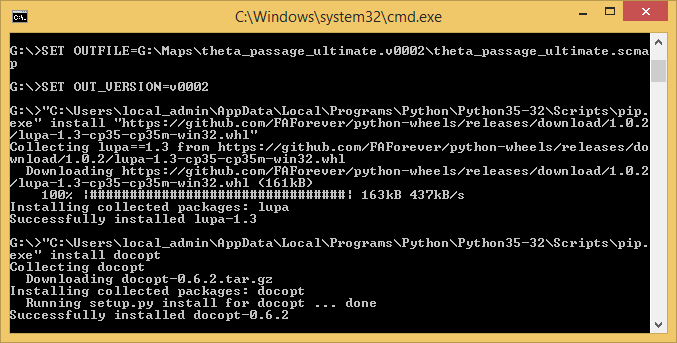 C:\Windows\system32\cmd.exe
G:\>SET OUTFILE=G:\Maps\theta_passage_ultimate.v0002\theta_passage_ultimate.scma
p
G:\>SET OUT_VERSION=v0002
G:\>"C:\Users\local_admin\AppData\Local\Programs\Python\Python35-32\Scripts\pip.
exe" install "https://github.com/FAForever/python-wheels/releases/download/1.0.2
/lupa-1.3-cp35-cp35m-win32.whl"
Collecting lupa==1.3 from https://github.com/FAForever/python-wheels/releases/do
wnload/1.0.2/lupa-1.3-cp35-cp35m-win32.whl
  Downloading https://github.com/FAForever/python-wheels/releases/download/1.0.2
/lupa-1.3-cp35-cp35m-win32.whl (161kB)
    100% |################################| 163kB 437kB/s
Installing collected packages: lupa
Successfully installed lupa-1.3
G:\>"C:\Users\local_admin\AppData\Local\Programs\Python\Python35-32\Scripts\pip.
exe" install docopt
Collecting docopt
  Downloading docopt-0.6.2.tar.gz
Installing collected packages: docopt
  Running setup.py install for docopt ... done
Successfully installed docopt-0.6.2